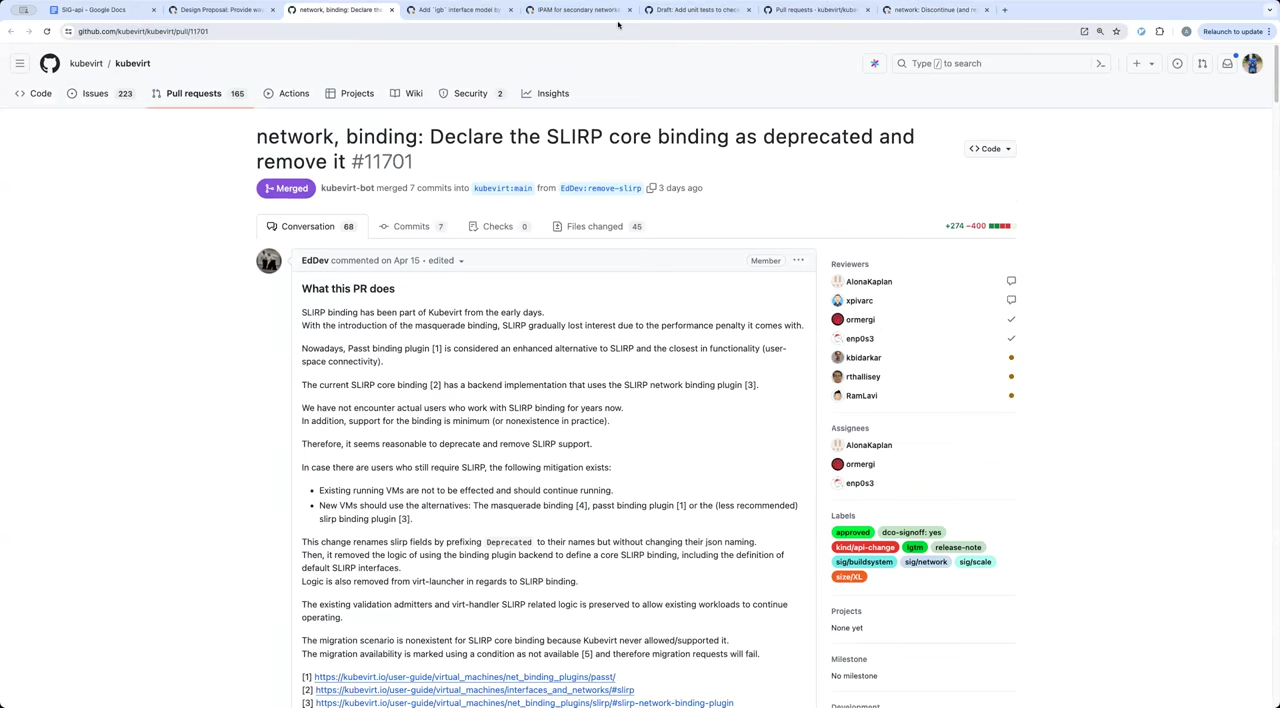 SIG-api - Google Docs
Design Proposal: Provide way
network, binding: Declare the
Add `igb` interface model by
IPAM for secondary network
Draft: Add unit tests to check
Pull requests · kubevirt/kube
network: Discontinue (and re
github.com/kubevirt/kubevirt/pull/11701
Relaunch to update
kubevirt / kubevirt
Type / to search
Code
Issues 223
Pull requests 165
Actions
Projects
Wiki
Security 2
Insights
network, binding: Declare the SLIRP core binding as deprecated and
remove it #11701
Code
Merged
kubevirt-bot merged 7 commits into kubevirt:main from EdDev:remove-slirp 3 days ago
Conversation 68
Commits 7
Checks 0
Files changed 45
+274 −400
EdDev commented on Apr 15 • edited
Member
What this PR does
SLIRP binding has been part of Kubevirt from the early days.
With the introduction of the masquerade binding, SLIRP gradually lost interest due to the performance penalty it comes with.
Nowadays, Passt binding plugin [1] is considered an enhanced alternative to SLIRP and the closest in functionality (user-
space connectivity).
The current SLIRP core binding [2] has a backend implementation that uses the SLIRP network binding plugin [3].
We have not encounter actual users who work with SLIRP binding for years now.
In addition, support for the binding is minimum (or nonexistence in practice).
Therefore, it seems reasonable to deprecate and remove SLIRP support.
In case there are users who still require SLIRP, the following mitigation exists:
• Existing running VMs are not to be effected and should continue running.
• New VMs should use the alternatives: The masquerade binding [4], passt binding plugin [1] or the (less recommended)
slirp binding plugin [3].
This change renames slirp fields by prefixing Deprecated to their names but without changing their json naming.
Then, it removed the logic of using the binding plugin backend to define a core SLIRP binding, including the definition of
default SLIRP interfaces.
Logic is also removed from virt-launcher in regards to SLIRP binding.
The existing validation admitters and virt-handler SLIRP related logic is preserved to allow existing workloads to continue
operating.
The migration scenario is nonexistent for SLIRP core binding because Kubevirt never allowed/supported it.
The migration availability is marked using a condition as not available [5] and therefore migration requests will fail.
[1] https://kubevirt.io/user-guide/virtual_machines/net_binding_plugins/passt/
[2] https://kubevirt.io/user-guide/virtual_machines/interfaces_and_networks/#slirp
[3] https://kubevirt.io/user-guide/virtual_machines/net_binding_plugins/slirp/#slirp-network-binding-plugin
Reviewers
AlonaKaplan
xpivarc
ormergi
enp0s3
kbidarkar
rthallisey
RamLavi
Assignees
AlonaKaplan
ormergi
enp0s3
Labels
approved dco-signoff: yes
kind/api-change lgtm release-note
sig/buildsystem sig/network sig/scale
size/XL
Projects
None yet
Milestone
No milestone
Development